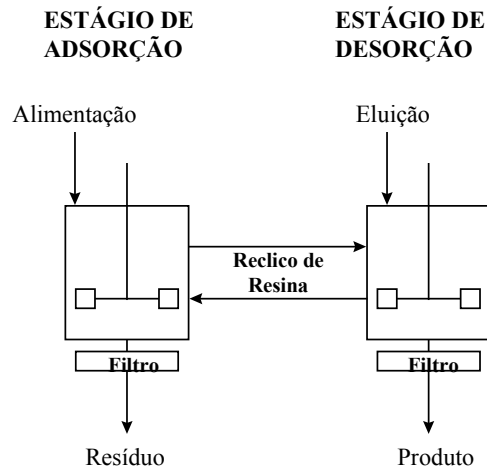 ESTÁGIO DE
ADSORÇÃO
ESTÁGIO DE
DESORÇÃO
Alimentação
Eluição
Reclico de
Resina
Filtro
Filtro
Resíduo
Produto